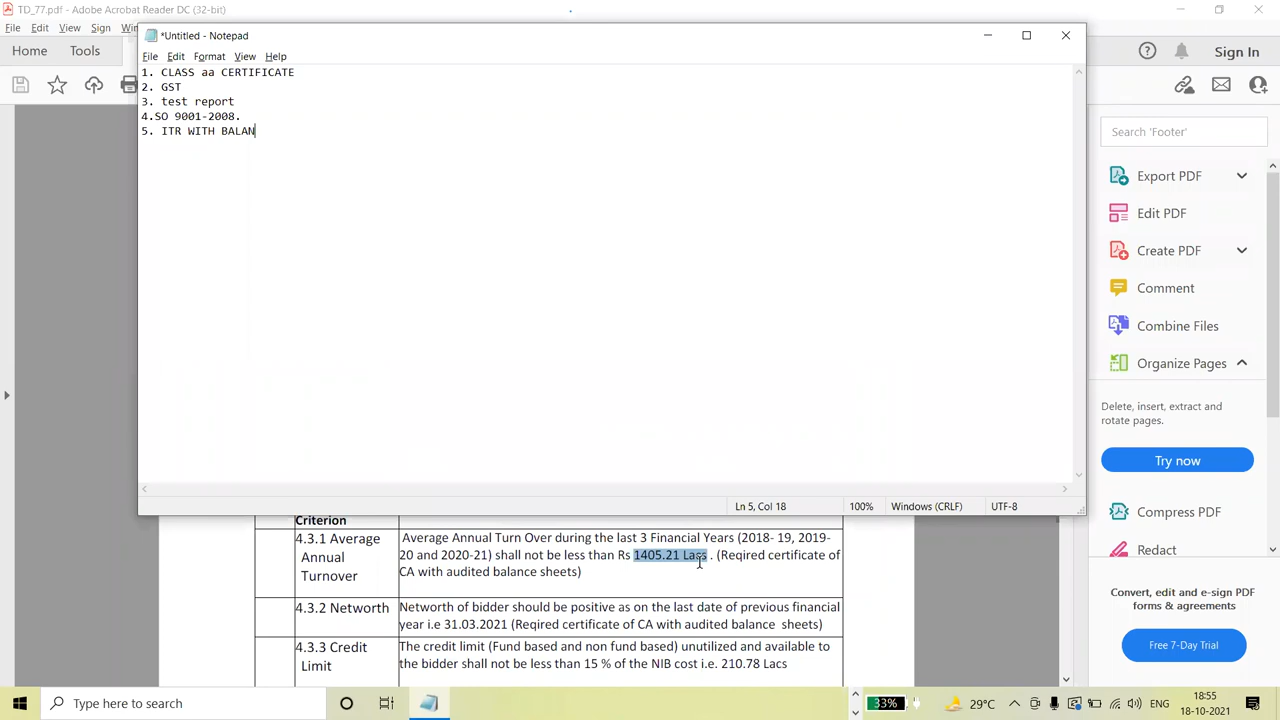 TD_77.pdf - Adobe Acrobat Reader DC (32-bit)
File Edit View Sign
Home Tools
Sign In
*Untitled - Notepad
File Edit Format View Help
1. CLASS aa CERTIFICATE
2. GST
3. test report
4.SO 9001-2008.
5. ITR WITH BALAN
Ln 5, Col 18 100% Windows (CRLF) UTF-8
Search 'Footer'
Export PDF
Edit PDF
Create PDF
Comment
Combine Files
Organize Pages
Delete, insert, extract and
rotate pages.
Try now
Compress PDF
Redact
Convert, edit and e-sign PDF
forms & agreements
Free 7-Day Trial
Criterion
4.3.1 Average
Annual
Turnover
Average Annual Turn Over during the last 3 Financial Years (2018- 19, 2019-
20 and 2020-21) shall not be less than Rs 1405.21 Lacs . (Reqired certificate of
CA with audited balance sheets)
4.3.2 Networth
Networth of bidder should be positive as on the last date of previous financial
year i.e 31.03.2021 (Reqired certificate of CA with audited balance sheets)
4.3.3 Credit
Limit
The credit limit (Fund based and non fund based) unutilized and available to
the bidder shall not be less than 15 % of the NIB cost i.e. 210.78 Lacs
Type here to search
33%
29°C
ENG
18:55
18-10-2021